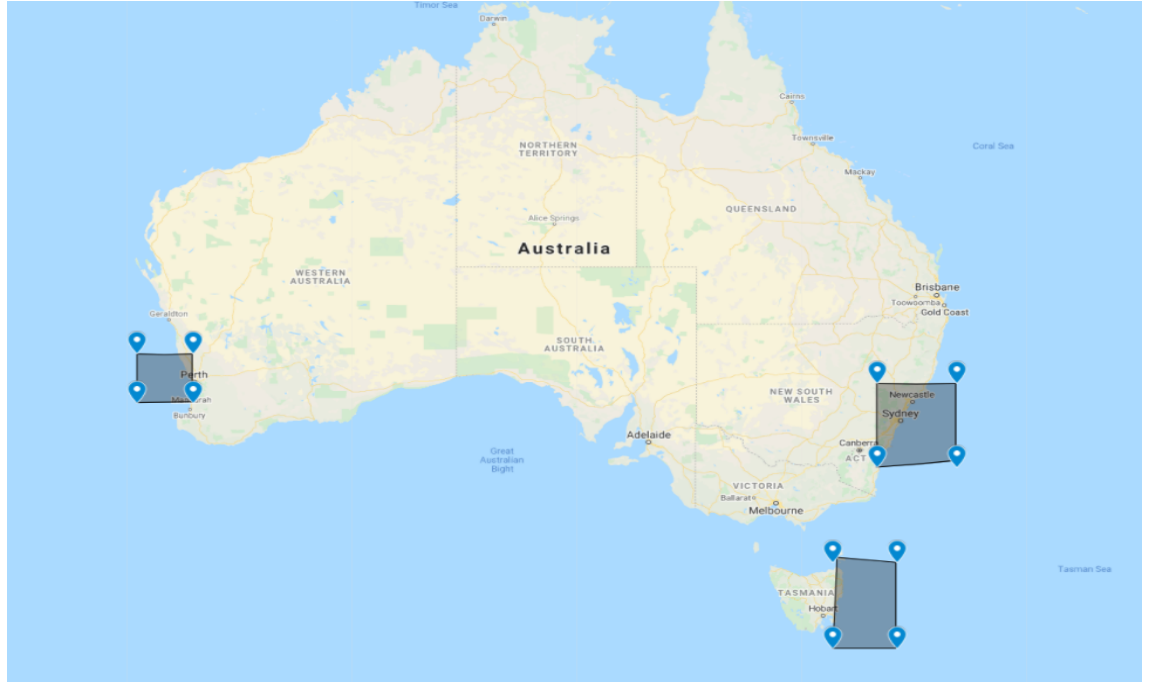 Timor Sea
Darwin
Cairns
Townsville
Coral Sea
NORTHERN
TERRITORY
Mackay
QUEENSLAND
Alice Springs
Australia
WESTERN
AUSTRALIA
Brisbane
Toowoomba
Gold Coast
Geraldton
SOUTH
AUSTRALIA
Perth
NEW SOUTH
WALES
Newcastle
Mandurah
Sydney
Bunbury
Adelaide
Canberra
ACT
Great
Australian
Bight
VICTORIA
Ballarat
Melbourne
Tasman Sea
TASMANIA
Hobart